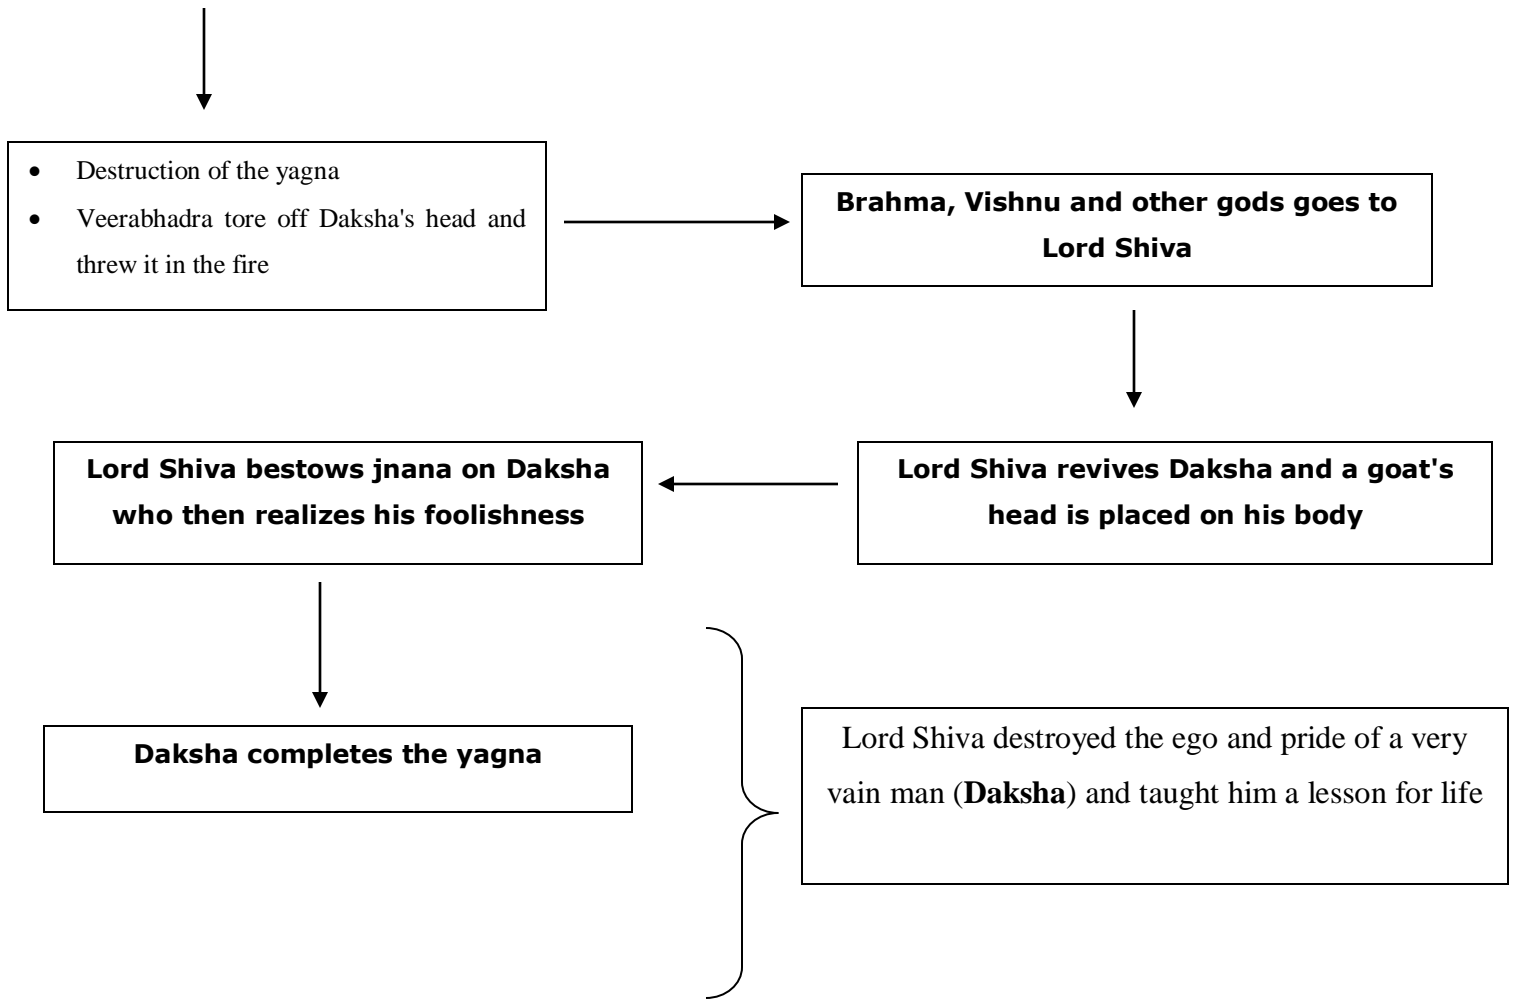 • Destruction of the yagna
• Veerabhadra tore off Daksha's head and
threw it in the fire
Brahma, Vishnu and other gods goes to
Lord Shiva
Lord Shiva revives Daksha and a goat's
head is placed on his body
Lord Shiva bestows jnana on Daksha
who then realizes his foolishness
Daksha completes the yagna
Lord Shiva destroyed the ego and pride of a very
vain man (Daksha) and taught him a lesson for life